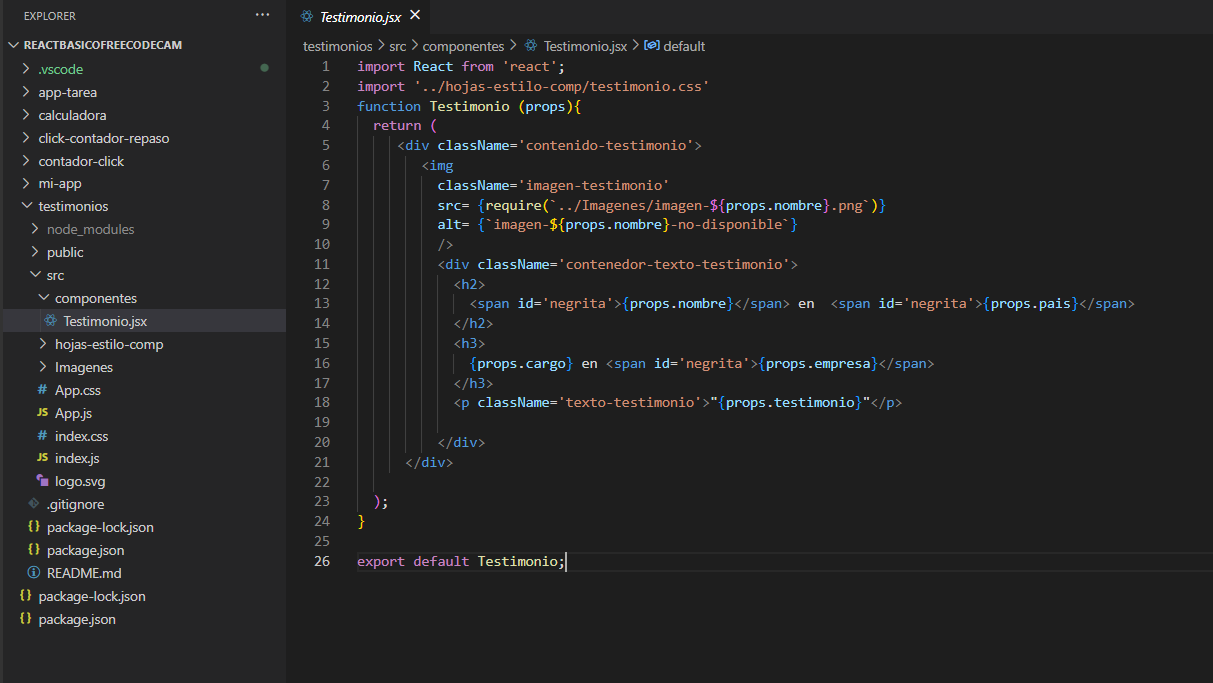 EXPLORER
REACTBASICOFREECODECAM
.vscode
app-tarea
calculadora
click-contador-repaso
contador-click
mi-app
testimonios
node_modules
public
src
componentes
Testimonio.jsx
hojas-estilo-comp
Imagenes
# App.css
JS App.js
# index.css
JS index.js
logo.svg
.gitignore
{} package-lock.json
{} package.json
README.md
{} package-lock.json
{} package.json
Testimonio.jsx
testimonios > src > componentes > Testimonio.jsx > default
1 import React from 'react';
2 import '../hojas-estilo-comp/testimonio.css'
3 function Testimonio (props){
4 return (
5 <div className='contenido-testimonio'>
6 <img
7 className='imagen-testimonio'
8 src= {require(`../Imagenes/imagen-${props.nombre}.png`)}
9 alt= {`imagen-${props.nombre}-no-disponible`}
10 />
11 <div className='contenedor-texto-testimonio'>
12 <h2>
13 <span id='negrita'>{props.nombre}</span> en  <span id='negrita'>{props.pais}</span>
14 </h2>
15 <h3>
16 {props.cargo} en <span id='negrita'>{props.empresa}</span>
17 </h3>
18 <p className='texto-testimonio'>"{props.testimonio}"</p>
19
20 </div>
21 </div>
22
23 );
24 }
25
26 export default Testimonio;